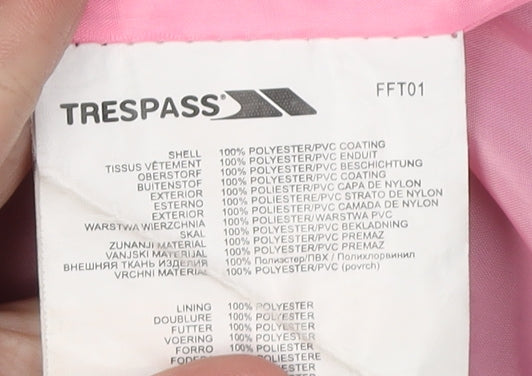 TRESPASS®
FFT01
SHELL 100% POLYESTER/PVC COATING
TISSUS VÊTEMENT 100% POLYESTER/PVC ENDUIT
OBERSTORF 100% POLYESTER/PVC BESCHICHTUNG
BUITENSTOF 100% POLYESTER/PVC COATING
EXTERIOR 100% POLIESTER/PVC CAPA DE NYLON
ESTERNO 100% POLIESTERE/PVC STRATO DE NYLON
EXTERIOR 100% POLIESTER/PVC CAMADA DE NYLON
WARSTWA WIERZCHNIA 100% POLIESTER/WARSTWA PVC
SKAL 100% POLYESTER/PVC BEKLADNING
ZUNANJI MATERIAL 100% POLYESTER/PVC PREMAZ
VANJSKI MATERIJAL 100% POLYESTER/PVC PREMAZ
ВНЕШНЯЯ ТКАНЬ ИЗДЕЛИЯ 100% Полиэстер/ПВХ / Полихлорвинил
VRCHNI MATERIAL 100% POLYESTER/PVC (povrch)
LINING 100% POLYESTER
DOUBLURE 100% POLYESTER
FUTTER 100% POLYESTER
VOERING 100% POLYESTER
FORRO 100% POLIESTER
100% POLIESTERE